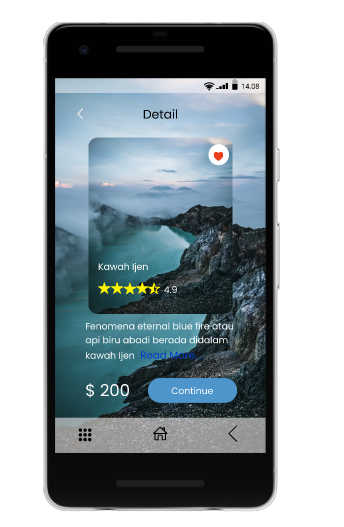 14.08
Detail
Kawah Ijen
4.9
Fenomena eternal blue fire atau
api biru abadi berada didalam
kawah Ijen Read More...
$ 200
Continue